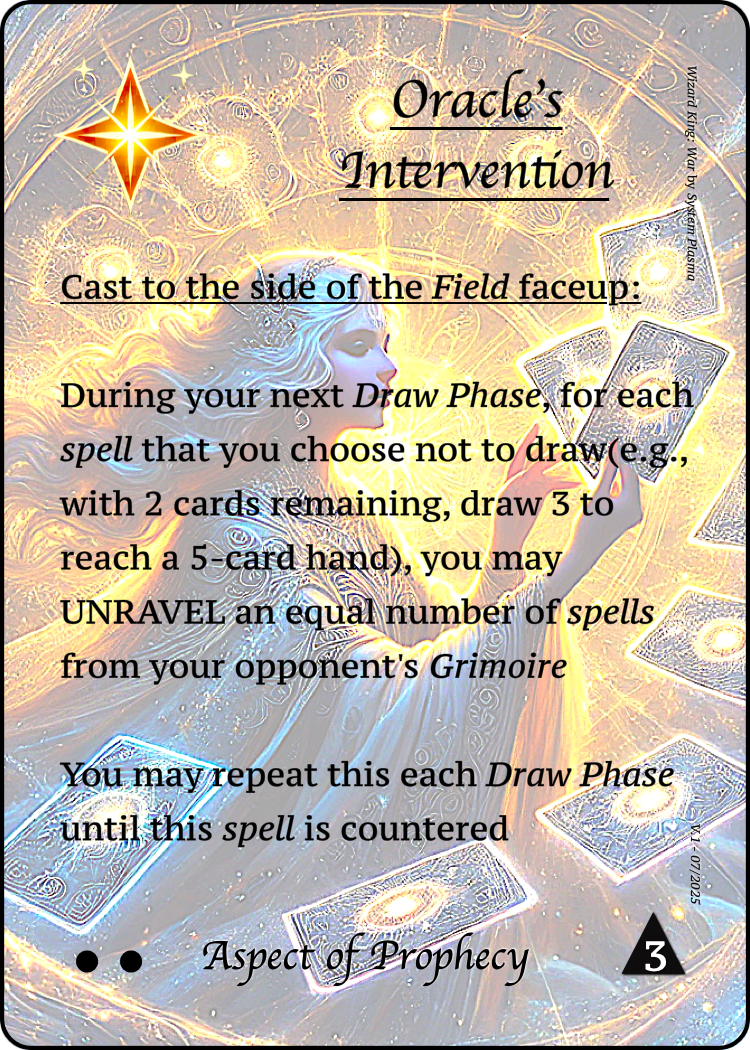 Oracle's
Intervention
Wizard King: War by System Plasma
Cast to the side of the Field faceup:
During your next Draw Phase, for each
spell that you choose not to draw(e.g.,
with 2 cards remaining, draw 3 to
reach a 5-card hand), you may
UNRAVEL an equal number of spells
from your opponent's Grimoire
You may repeat this each Draw Phase
until this spell is countered
V.1 - 07/2025
Aspect of Prophecy
3